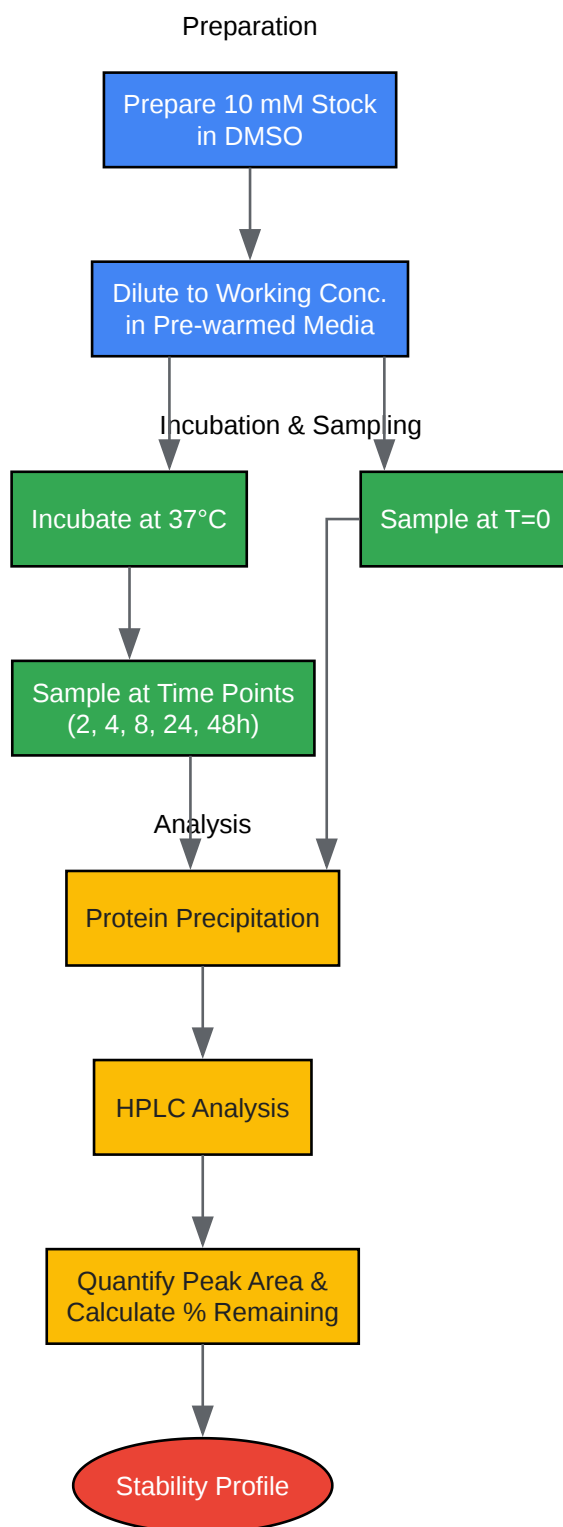 Preparation
Prepare 10 mM Stock
in DMSO
Dilute to Working Conc.
in Pre-warmed Media
Incubation & Sampling
Incubate at 37°C
Sample at T=0
Sample at Time Points
(2, 4, 8, 24, 48h)
Analysis
Protein Precipitation
HPLC Analysis
Quantify Peak Area &
Calculate % Remaining
Stability Profile